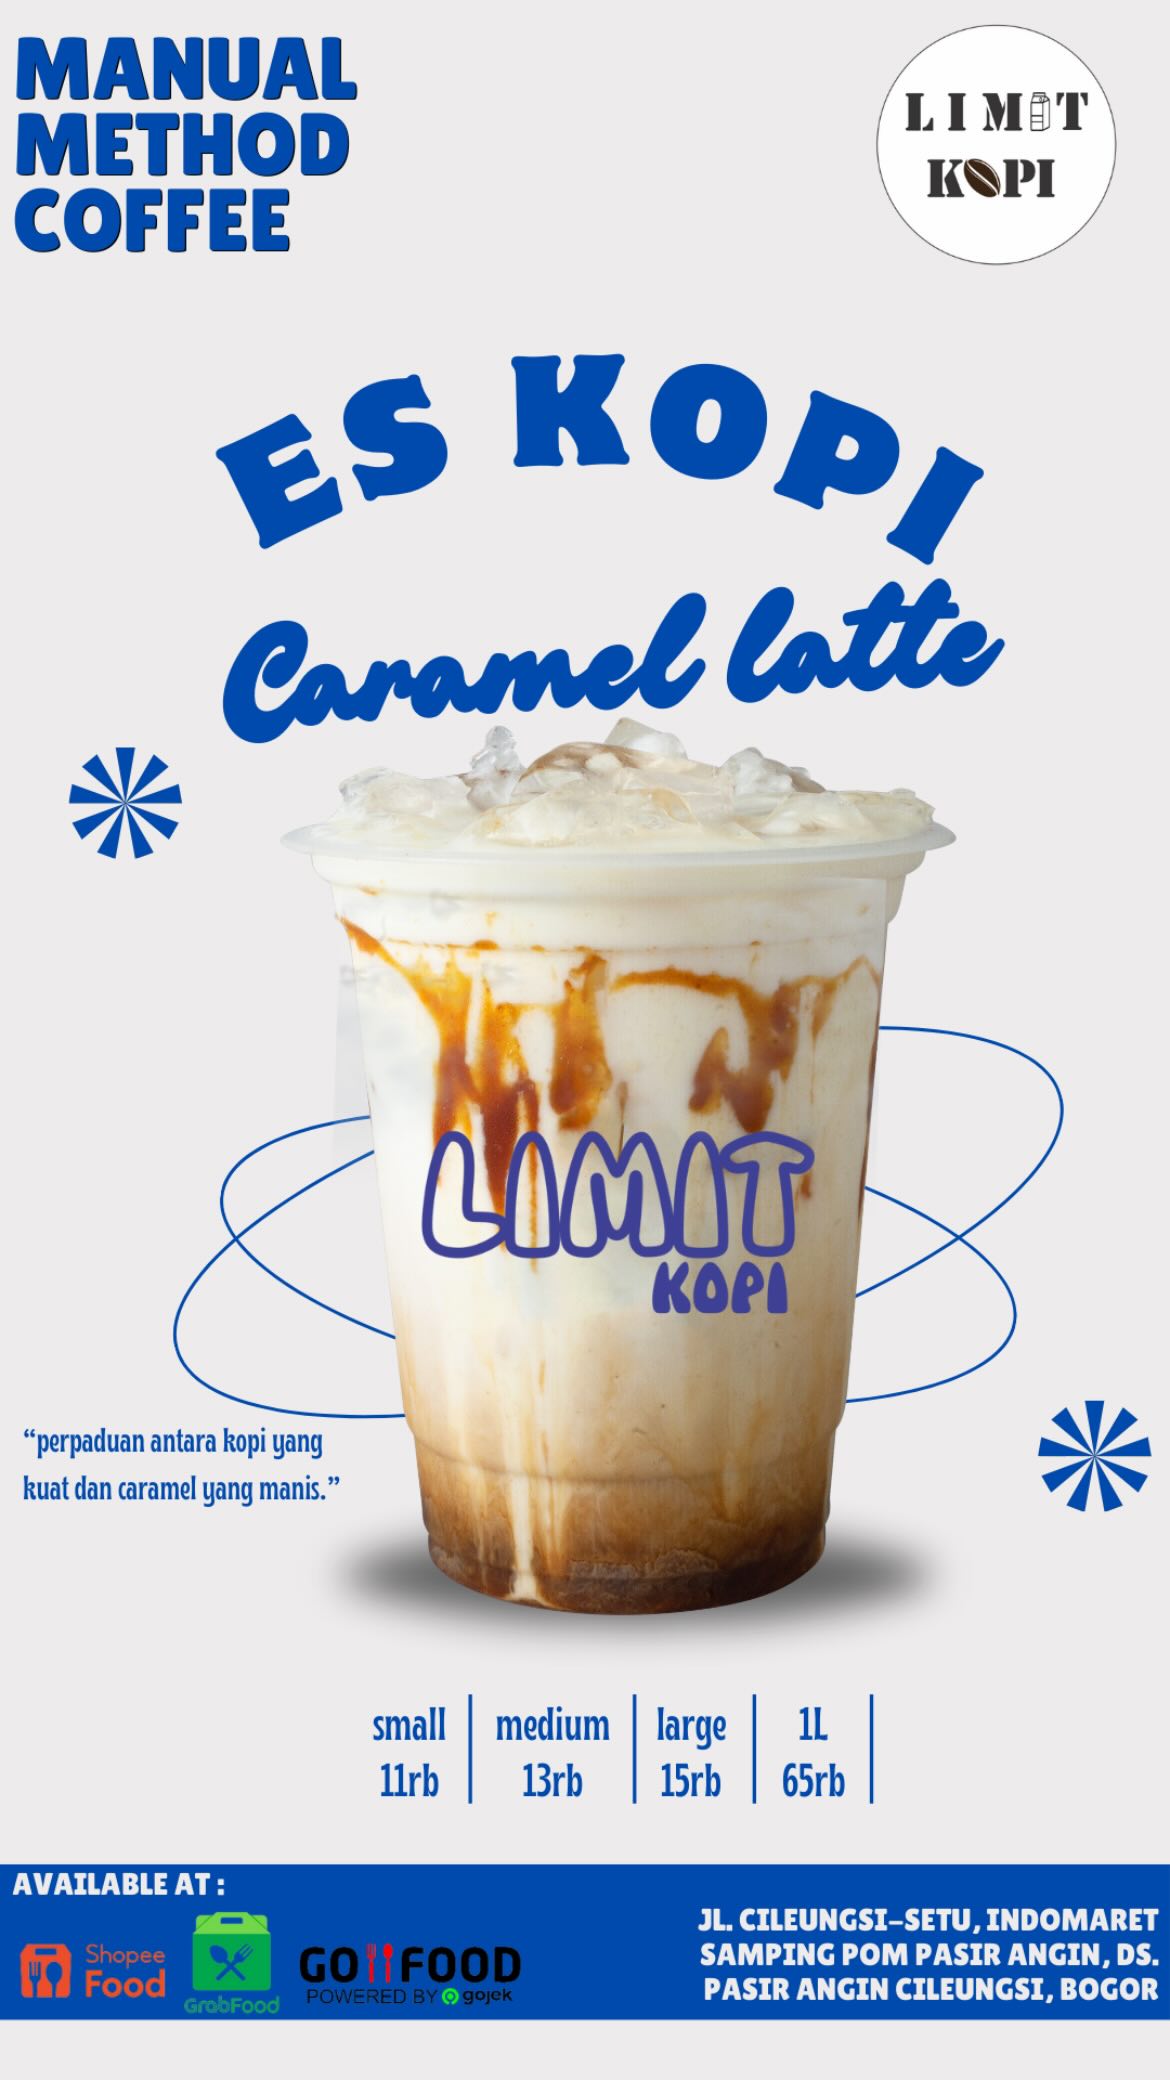 MANUAL
METHOD
COFFEE
LIMIT
KOPI
ES KOPI
Caramel latte
LIMIT
KOPI
“perpaduan antara kopi yang
kuat dan caramel yang manis.”
small | medium | large | 1L |
11rb | 13rb | 15rb | 65rb |
AVAILABLE AT :
Shopee
Food
GrabFood
GOFOOD
POWERED BY gojek
JL. CILEUNGSI-SETU, INDOMARET
SAMPING POM PASIR ANGIN, DS.
PASIR ANGIN CILEUNGSI, BOGOR